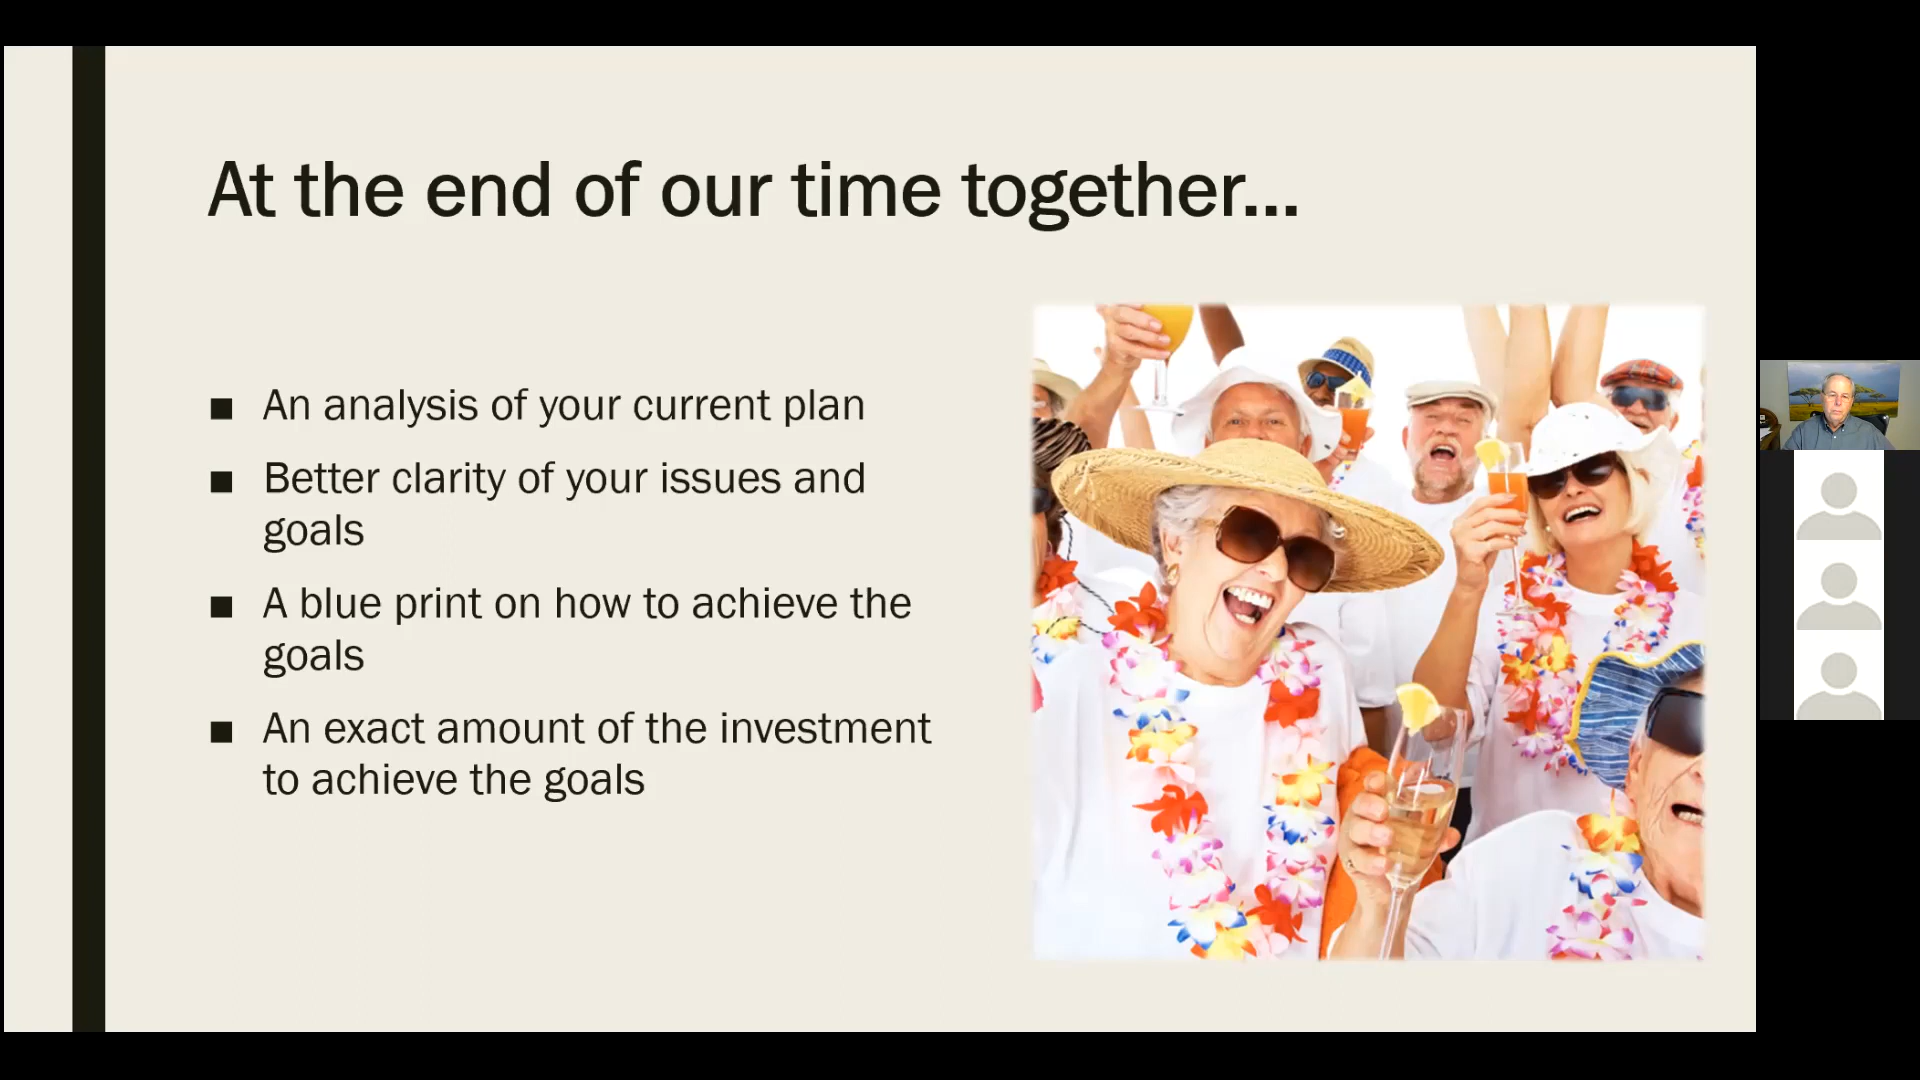 At the end of our time together...
■ An analysis of your current plan
■ Better clarity of your issues and
goals
■ A blue print on how to achieve the
goals
■ An exact amount of the investment
to achieve the goals